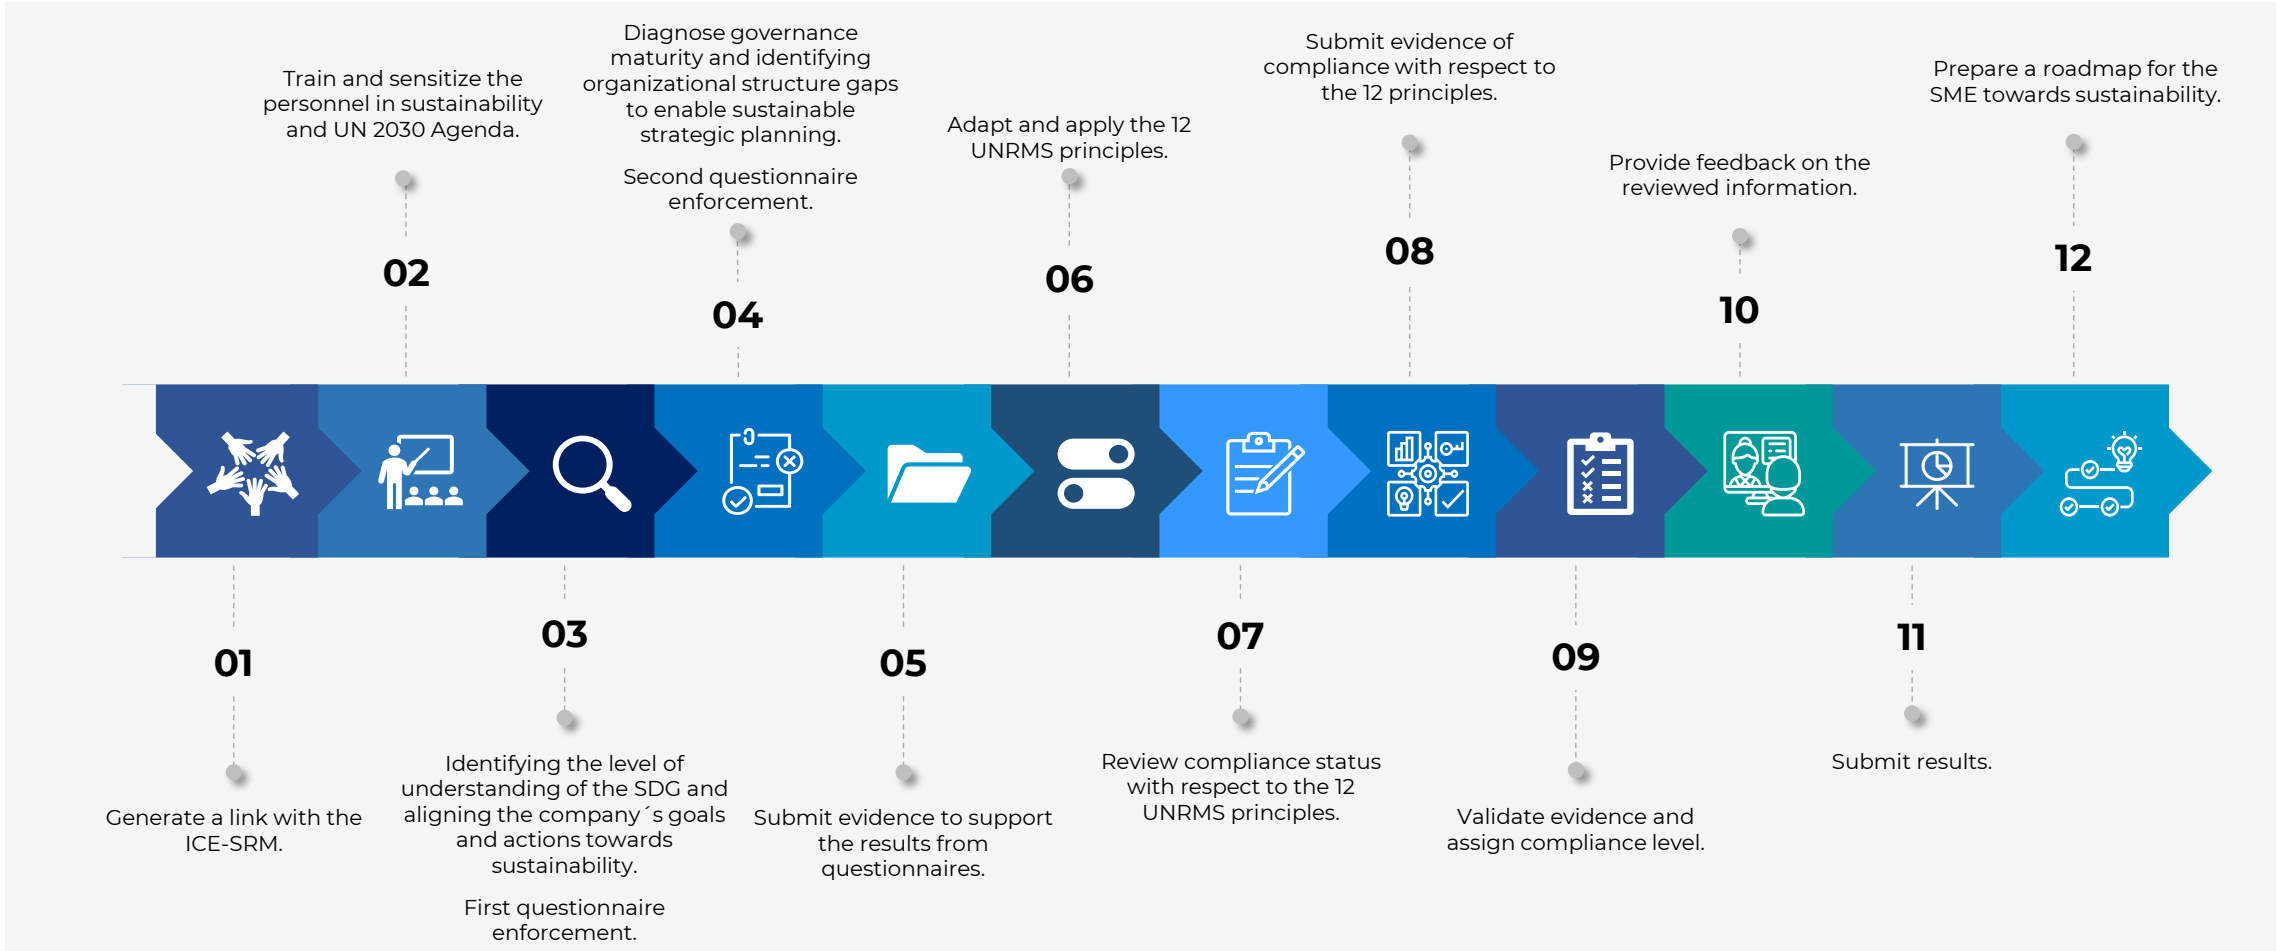 01
Generate a link with the
ICE-SRM.
Train and sensitize the
personnel in sustainability
and UN 2030 Agenda.
02
03
Identifying the level of
understanding of the SDG and
aligning the company´s goals
and actions towards
sustainability.
First questionnaire
enforcement.
Diagnose governance
maturity and identifying
organizational structure gaps
to enable sustainable
strategic planning.
Second questionnaire
enforcement.
04
05
Submit evidence to support
the results from
questionnaires.
Adapt and apply the 12
UNRMS principles.
06
07
Review compliance status
with respect to the 12
UNRMS principles.
Submit evidence of
compliance with respect to
the 12 principles.
08
09
Validate evidence and
assign compliance level.
Provide feedback on the
reviewed information.
10
11
Submit results.
Prepare a roadmap for the
SME towards sustainability.
12